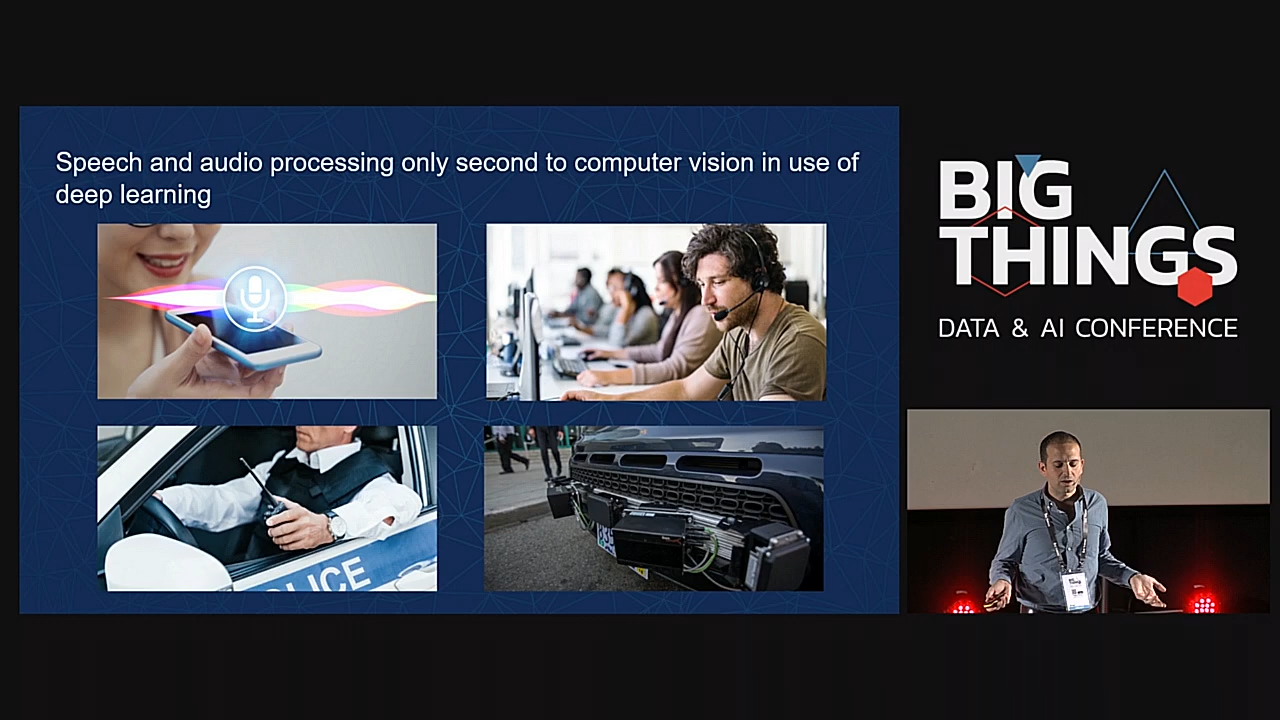 Speech and audio processing only second to computer vision in use of
deep learning
BIG
THINGS
DATA & AI CONFERENCE
POLICE